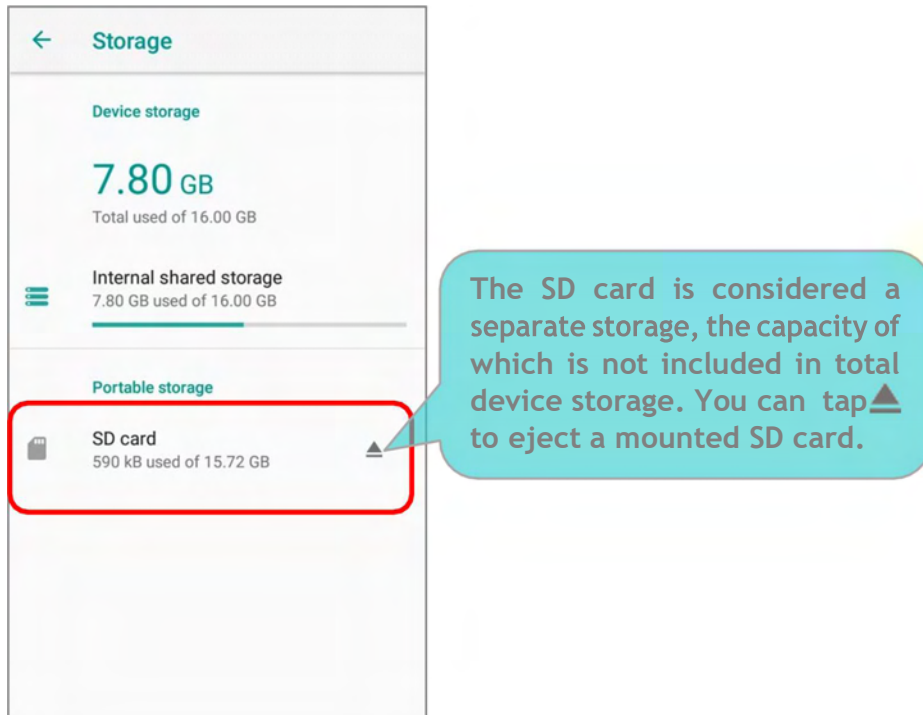 Storage
Device storage
7.80 GB
Total used of 16.00 GB
Internal shared storage
7.80 GB used of 16.00 GB
Portable storage
SD card
590 kB used of 15.72 GB
The SD card is considered a
separate storage, the capacity of
which is not included in total
device storage. You can tap
to eject a mounted SD card.